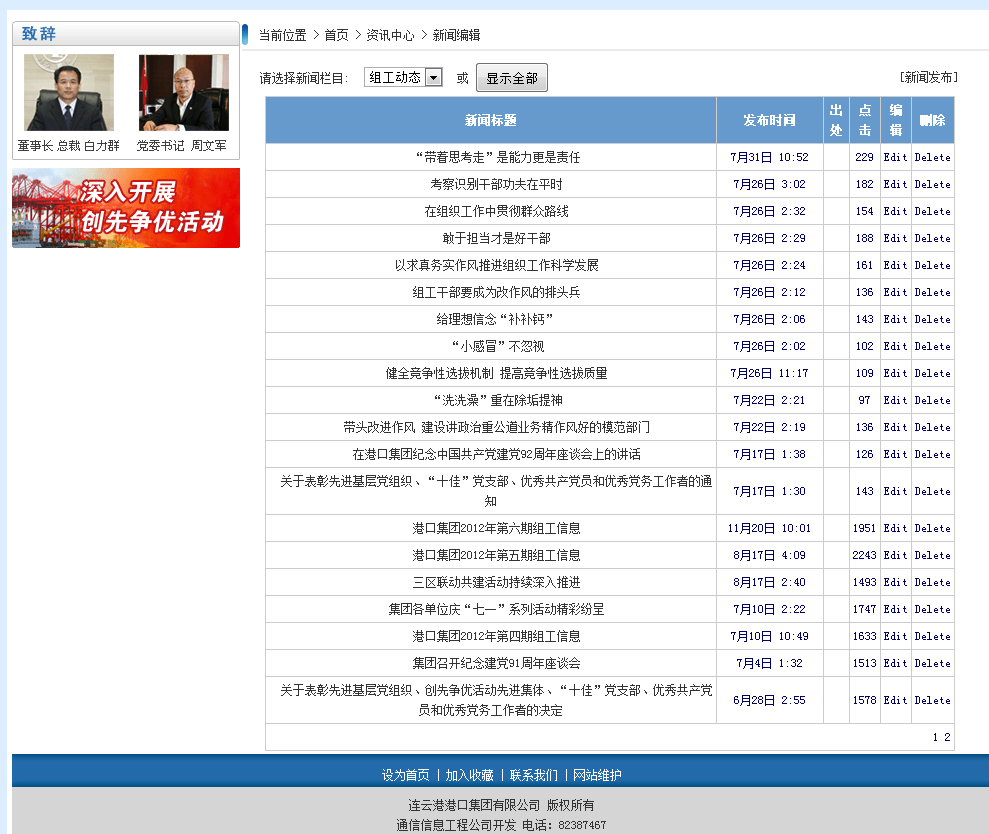 致辞
董事长 总裁 白力群 党委书记 周文军
深入开展
创先争优活动
当前位置 > 首页 > 资讯中心 > 新闻编辑
请选择新闻栏目: 组工动态 或 显示全部 [新闻发布]
新闻标题 发布时间 出处 点击 编辑 删除
“带着思考走”是能力更是责任 7月31日 10:52 229 Edit Delete
考察识别干部功夫在平时 7月26日 3:02 182 Edit Delete
在组织工作中贯彻群众路线 7月26日 2:32 154 Edit Delete
敢于担当才是好干部 7月26日 2:29 188 Edit Delete
以求真务实作风推进组织工作科学发展 7月26日 2:24 161 Edit Delete
组工干部要成为改作风的排头兵 7月26日 2:12 136 Edit Delete
给理想信念“补补钙” 7月26日 2:06 143 Edit Delete
“小感冒”不忽视 7月26日 2:02 102 Edit Delete
健全竞争性选拔机制 提高竞争性选拔质量 7月26日 11:17 109 Edit Delete
“洗洗澡”重在除垢提神 7月22日 2:21 97 Edit Delete
带头改进作风 建设讲政治重公道业务精作风好的模范部门 7月22日 2:19 136 Edit Delete
在港口集团纪念中国共产党建党92周年座谈会上的讲话 7月17日 1:38 126 Edit Delete
关于表彰先进基层党组织、“十佳”党支部、优秀共产党员和优秀党务工作者的通
知 7月17日 1:30 143 Edit Delete
港口集团2012年第六期组工信息 11月20日 10:01 1951 Edit Delete
港口集团2012年第五期组工信息 8月17日 4:09 2243 Edit Delete
三区联动共建活动持续深入推进 8月17日 2:40 1493 Edit Delete
集团各单位庆“七一”系列活动精彩纷呈 7月10日 2:22 1747 Edit Delete
港口集团2012年第四期组工信息 7月10日 10:49 1633 Edit Delete
集团召开纪念建党91周年座谈会 7月4日 1:32 1513 Edit Delete
关于表彰先进基层党组织、创先争优活动先进集体、“十佳”党支部、优秀共产党
员和优秀党务工作者的决定 6月28日 2:55 1578 Edit Delete
1 2
设为首页 | 加入收藏 | 联系我们 | 网站维护
连云港港口集团有限公司 版权所有
通信信息工程公司开发 电话: 82387467